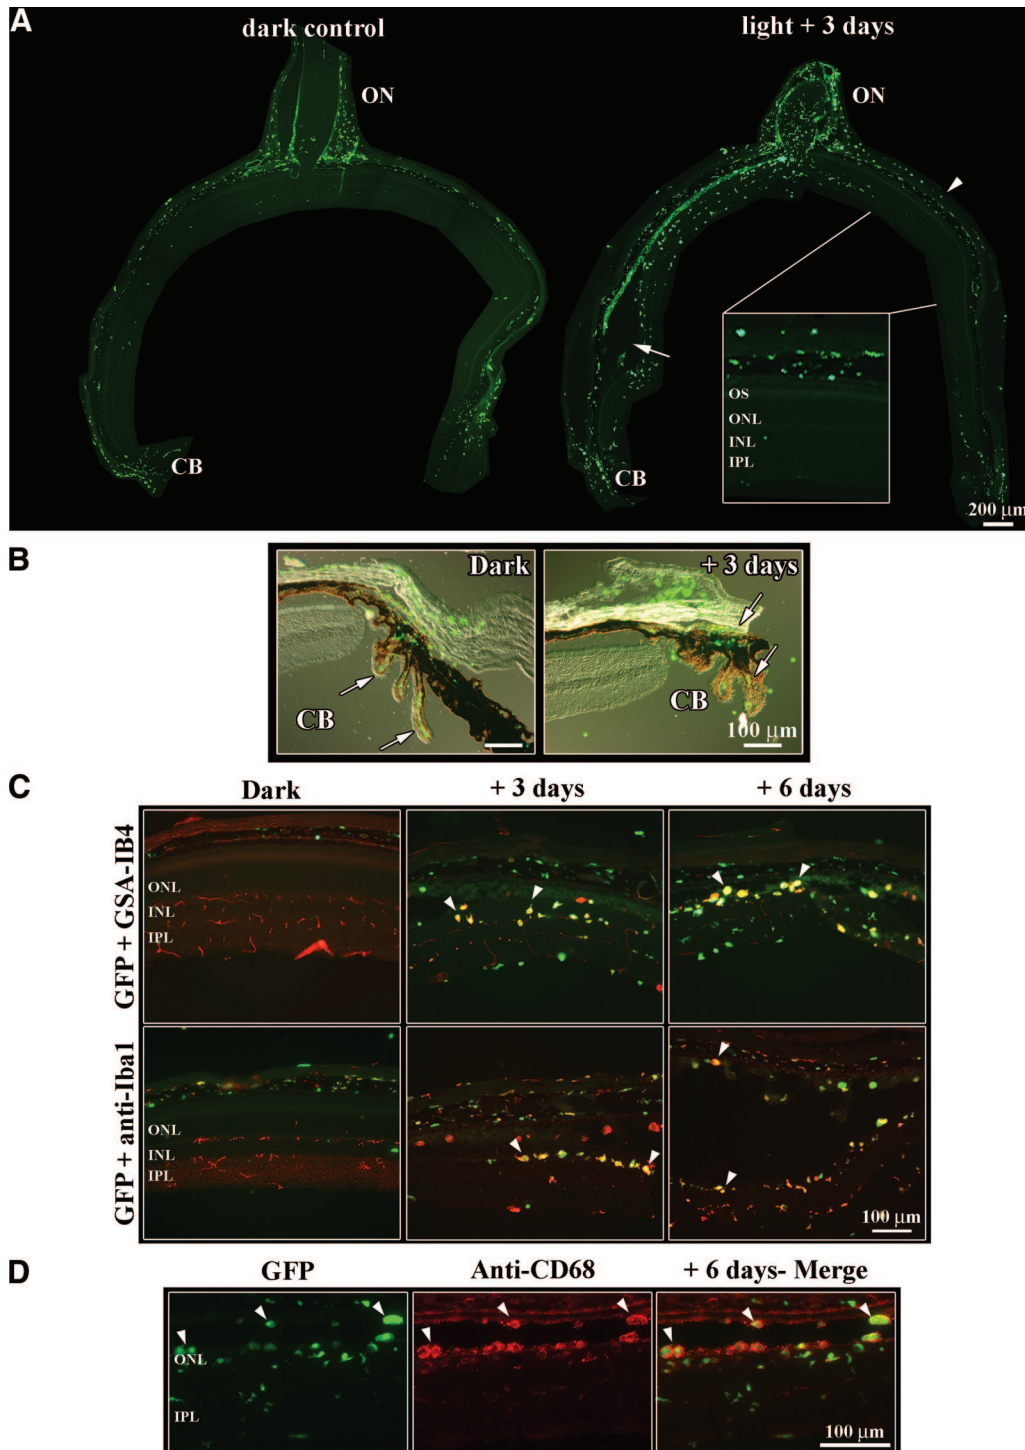 A
dark control
light + 3 days
ON
ON
OS
ONL
INL
IPL
CB
CB
200 µm
B
Dark
+ 3 days
CB
CB
100 µm
C
Dark
+ 3 days
+ 6 days
GFP + GSA-IB4
ONL
INL
IPL
GFP + anti-Iba1
ONL
INL
IPL
100 µm
D
GFP
Anti-CD68
+ 6 days- Merge
ONL
IPL
100 µm